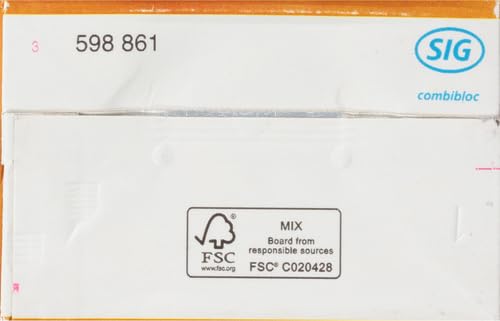 3 598 861
SIG
combibloc
MIX
Board from
responsible sources
FSC® C020428
FSC
www.fsc.org